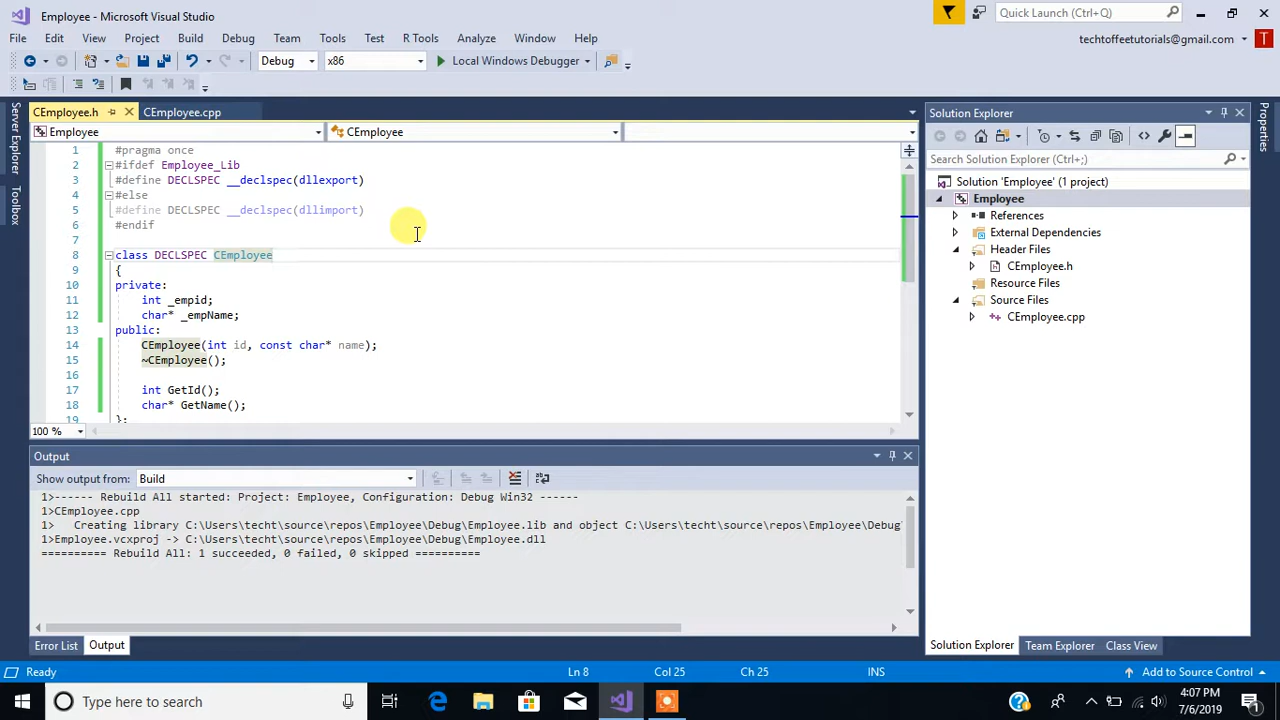 Employee - Microsoft Visual Studio
Quick Launch (Ctrl+Q)
File Edit View Project Build Debug Team Tools Test R Tools Analyze Window Help
techtoffeetutorials@gmail.com T
Debug x86 Local Windows Debugger
Server Explorer
Toolbox
CEmployee.h CEmployee.cpp
Employee CEmployee
1 #pragma once
2 #ifdef Employee_Lib
3 #define DECLSPEC __declspec(dllexport)
4 #else
5 #define DECLSPEC __declspec(dllimport)
6 #endif
7
8 class DECLSPEC CEmployee
9 {
10 private:
11 int _empid;
12 char* _empName;
13 public:
14 CEmployee(int id, const char* name);
15 ~CEmployee();
16
17 int GetId();
18 char* GetName();
19 };
100 %
Output
Show output from: Build
1>------ Rebuild All started: Project: Employee, Configuration: Debug Win32 ------
1>CEmployee.cpp
1> Creating library C:\Users\techt\source\repos\Employee\Debug\Employee.lib and object C:\Users\techt\source\repos\Employee\Debug
1>Employee.vcxproj -> C:\Users\techt\source\repos\Employee\Debug\Employee.dll
========== Rebuild All: 1 succeeded, 0 failed, 0 skipped ==========
Error List Output
Solution Explorer
Search Solution Explorer (Ctrl+;)
Solution 'Employee' (1 project)
Employee
References
External Dependencies
Header Files
CEmployee.h
Resource Files
Source Files
CEmployee.cpp
Solution Explorer Team Explorer Class View
Properties
Ready Ln 8 Col 25 Ch 25 INS Add to Source Control
Type here to search
4:07 PM
7/6/2019
1